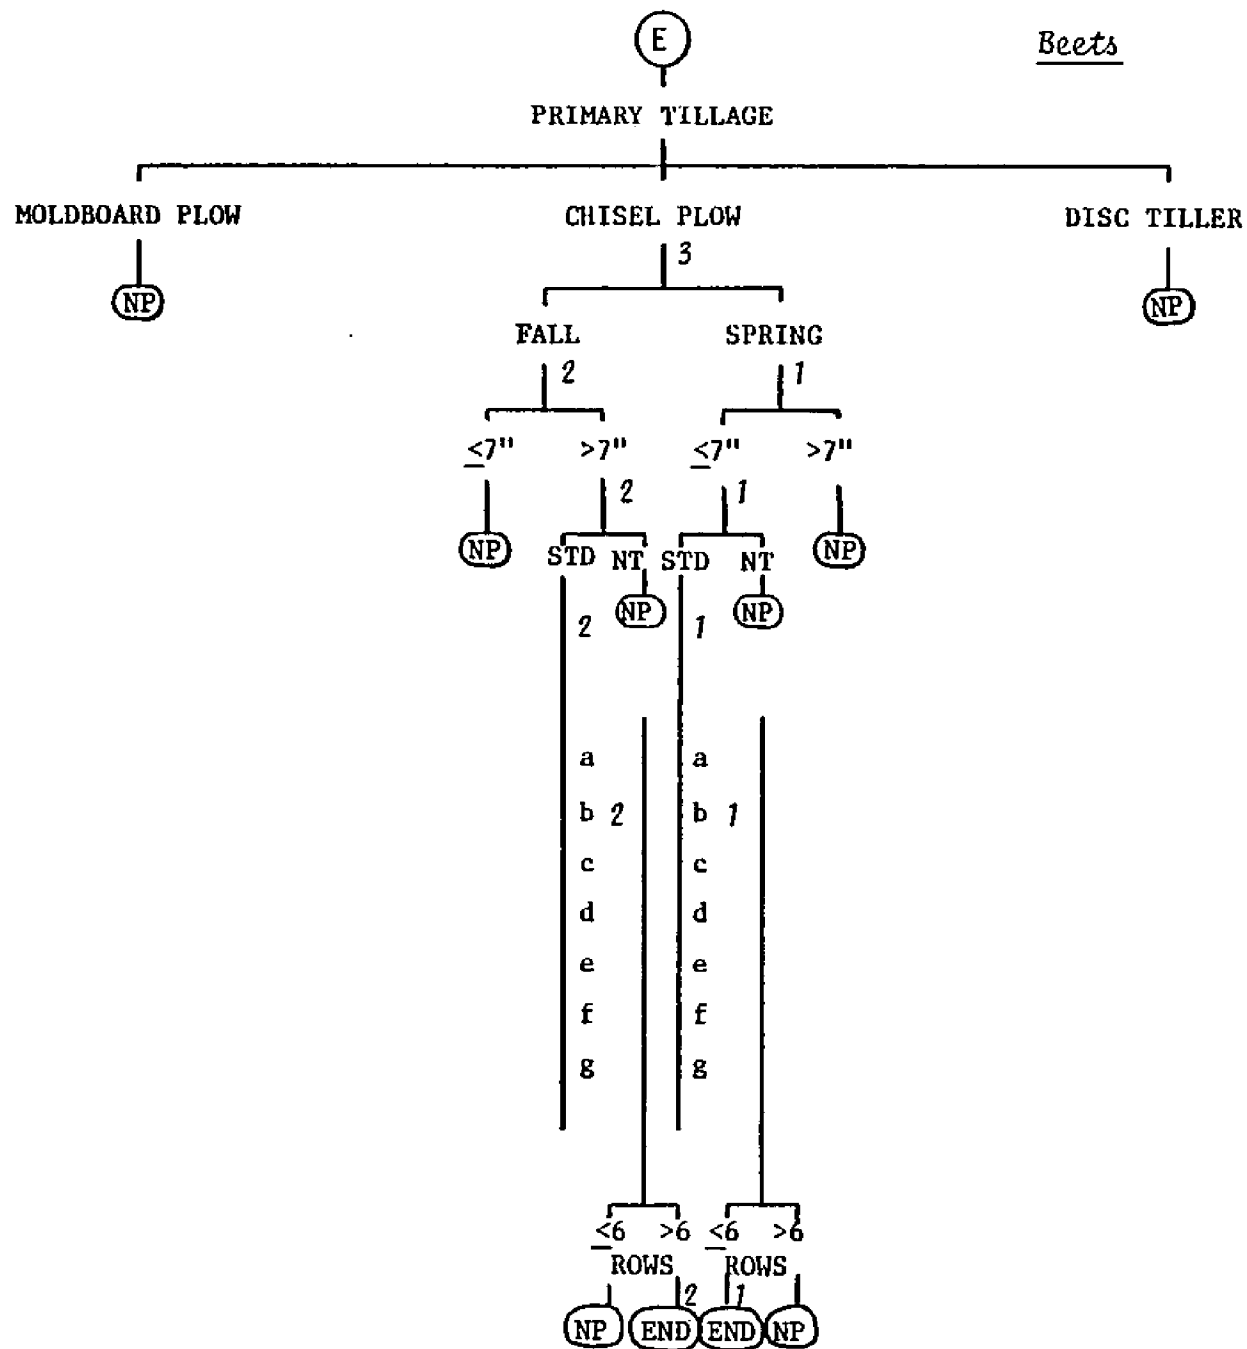 E
Beets
PRIMARY TILLAGE
MOLDBOARD PLOW CHISEL PLOW DISC TILLER
3
NP NP
FALL SPRING
2 1
≤7" >7" ≤7" >7"
2 1
NP STD NT STD NT NP
NP NP
2 1
a a
b 2 b 1
c c
d d
e e
f f
g g
≤6 >6 ≤6 >6
ROWS ROWS
2 1
NP END END NP